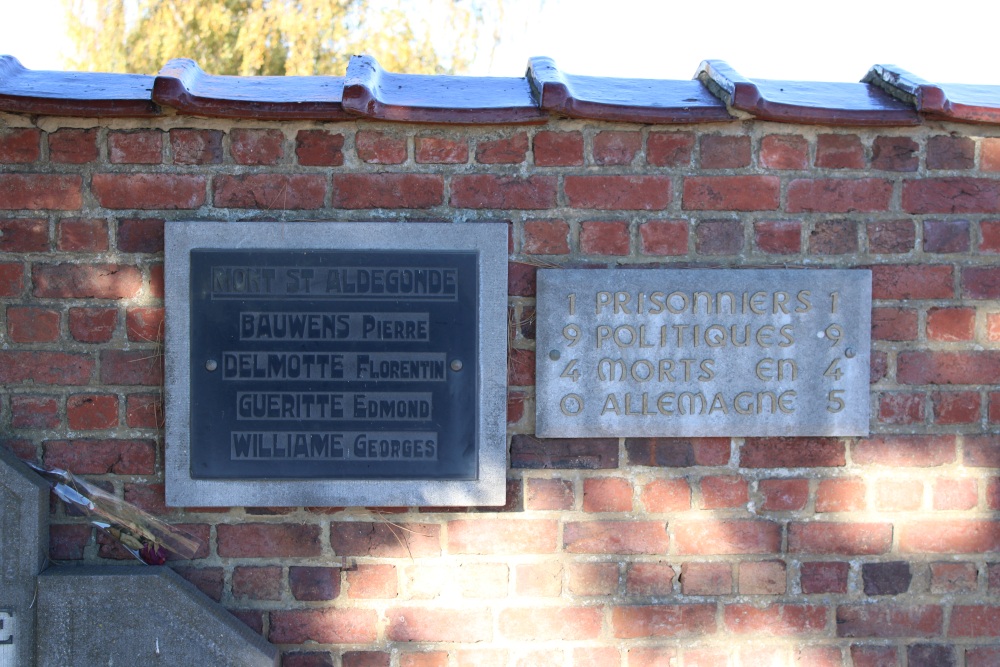 MONT ST ALDEGONDE
BAUWENS PIERRE
DELMOTTE FLORENTIN
GUERITTE EDMOND
WILLIAME GEORGES
1 PRISONNIERS 1
9 POLITIQUES 9
4 MORTS EN 4
0 ALLEMAGNE 5